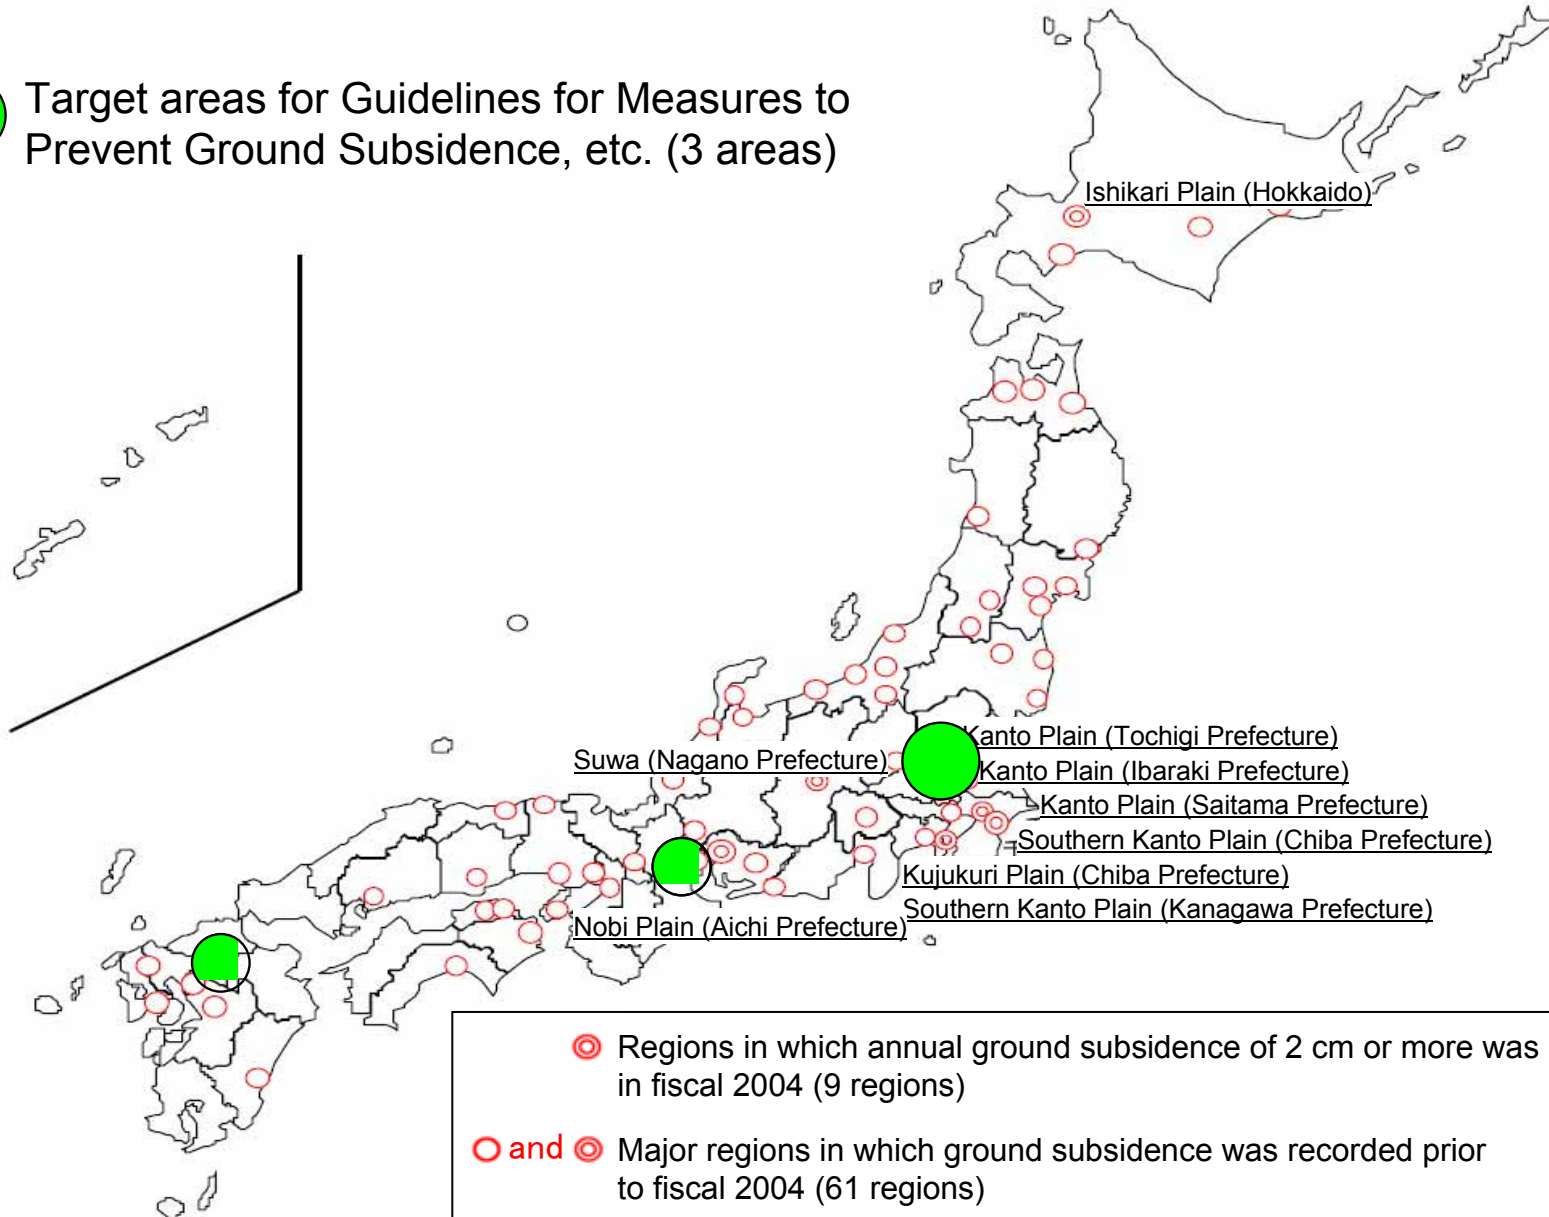 Target areas for Guidelines for Measures to
Prevent Ground Subsidence, etc. (3 areas)
Ishikari Plain (Hokkaido)
Kanto Plain (Tochigi Prefecture)
Suwa (Nagano Prefecture)
Kanto Plain (Ibaraki Prefecture)
Kanto Plain (Saitama Prefecture)
Southern Kanto Plain (Chiba Prefecture)
Kujukuri Plain (Chiba Prefecture)
Southern Kanto Plain (Kanagawa Prefecture)
Nobi Plain (Aichi Prefecture)
Regions in which annual ground subsidence of 2 cm or more was
in fiscal 2004 (9 regions)
and Major regions in which ground subsidence was recorded prior
to fiscal 2004 (61 regions)